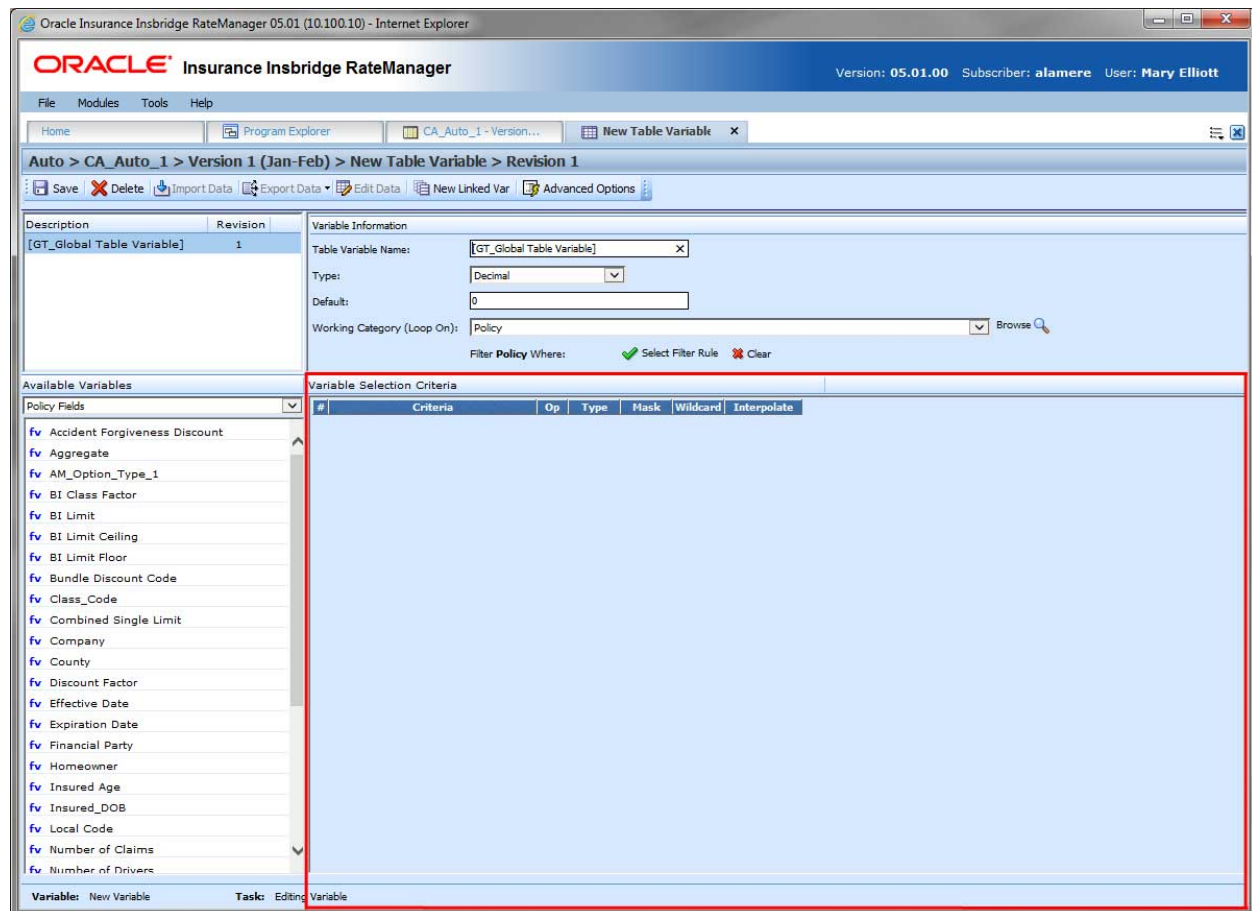 Oracle Insurance Insbridge RateManager 05.01 (10.100.10) - Internet Explorer
ORACLE Insurance Insbridge RateManager
Version: 05.01.00 Subscriber: alamere User: Mary Elliott
File Modules Tools Help
Home Program Explorer CA_Auto_1 - Version... New Table Variable
Auto > CA_Auto_1 > Version 1 (Jan-Feb) > New Table Variable > Revision 1
Save Delete Import Data Export Data Edit Data New Linked Var Advanced Options
Description Revision
[GT_Global Table Variable] 1
Variable Information
Table Variable Name: [GT_Global Table Variable]
Type: Decimal
Default: 0
Working Category (Loop On): Policy Browse
Filter Policy Where: Select Filter Rule Clear
Available Variables
Policy Fields
fv Accident Forgiveness Discount
fv Aggregate
fv AM_Option_Type_1
fv BI Class Factor
fv BI Limit
fv BI Limit Ceiling
fv BI Limit Floor
fv Bundle Discount Code
fv Class_Code
fv Combined Single Limit
fv Company
fv County
fv Discount Factor
fv Effective Date
fv Expiration Date
fv Financial Party
fv Homeowner
fv Insured Age
fv Insured_DOB
fv Local Code
fv Number of Claims
fv Number of Drivers
Variable Selection Criteria
# Criteria Op Type Mask Wildcard Interpolate
Variable: New Variable Task: Editing Variable